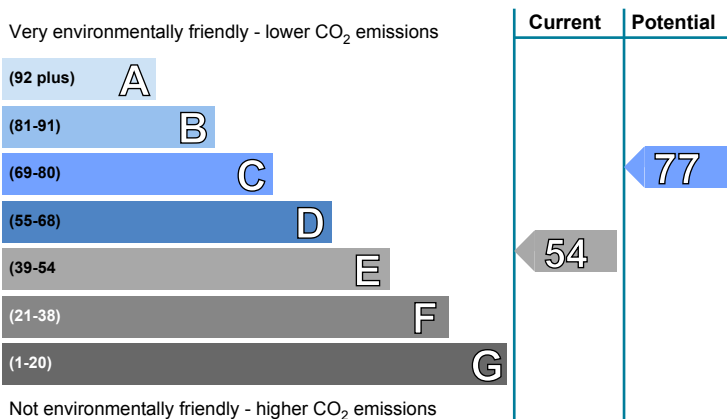 Very environmentally friendly - lower CO2 emissions
Current
Potential
(92 plus) A
(81-91) B
(69-80) C
77
(55-68) D
(39-54 E
54
(21-38) F
(1-20) G
Not environmentally friendly - higher CO2 emissions